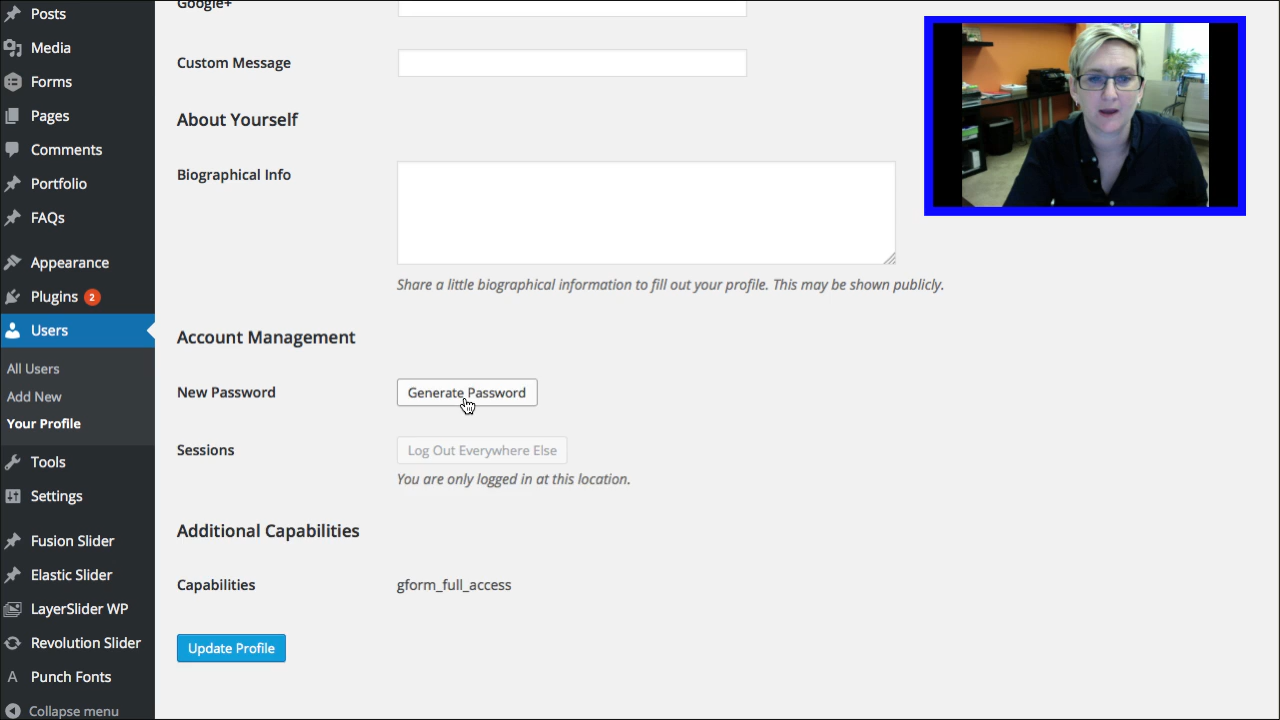 Posts
Media
Forms
Pages
Comments
Portfolio
FAQs
Appearance
Plugins 2
Users
All Users
Add New
Your Profile
Tools
Settings
Fusion Slider
Elastic Slider
LayerSlider WP
Revolution Slider
Punch Fonts
Collapse menu
Google+
Custom Message
About Yourself
Biographical Info
Share a little biographical information to fill out your profile. This may be shown publicly.
Account Management
New Password Generate Password
Sessions Log Out Everywhere Else
You are only logged in at this location.
Additional Capabilities
Capabilities gform_full_access
Update Profile